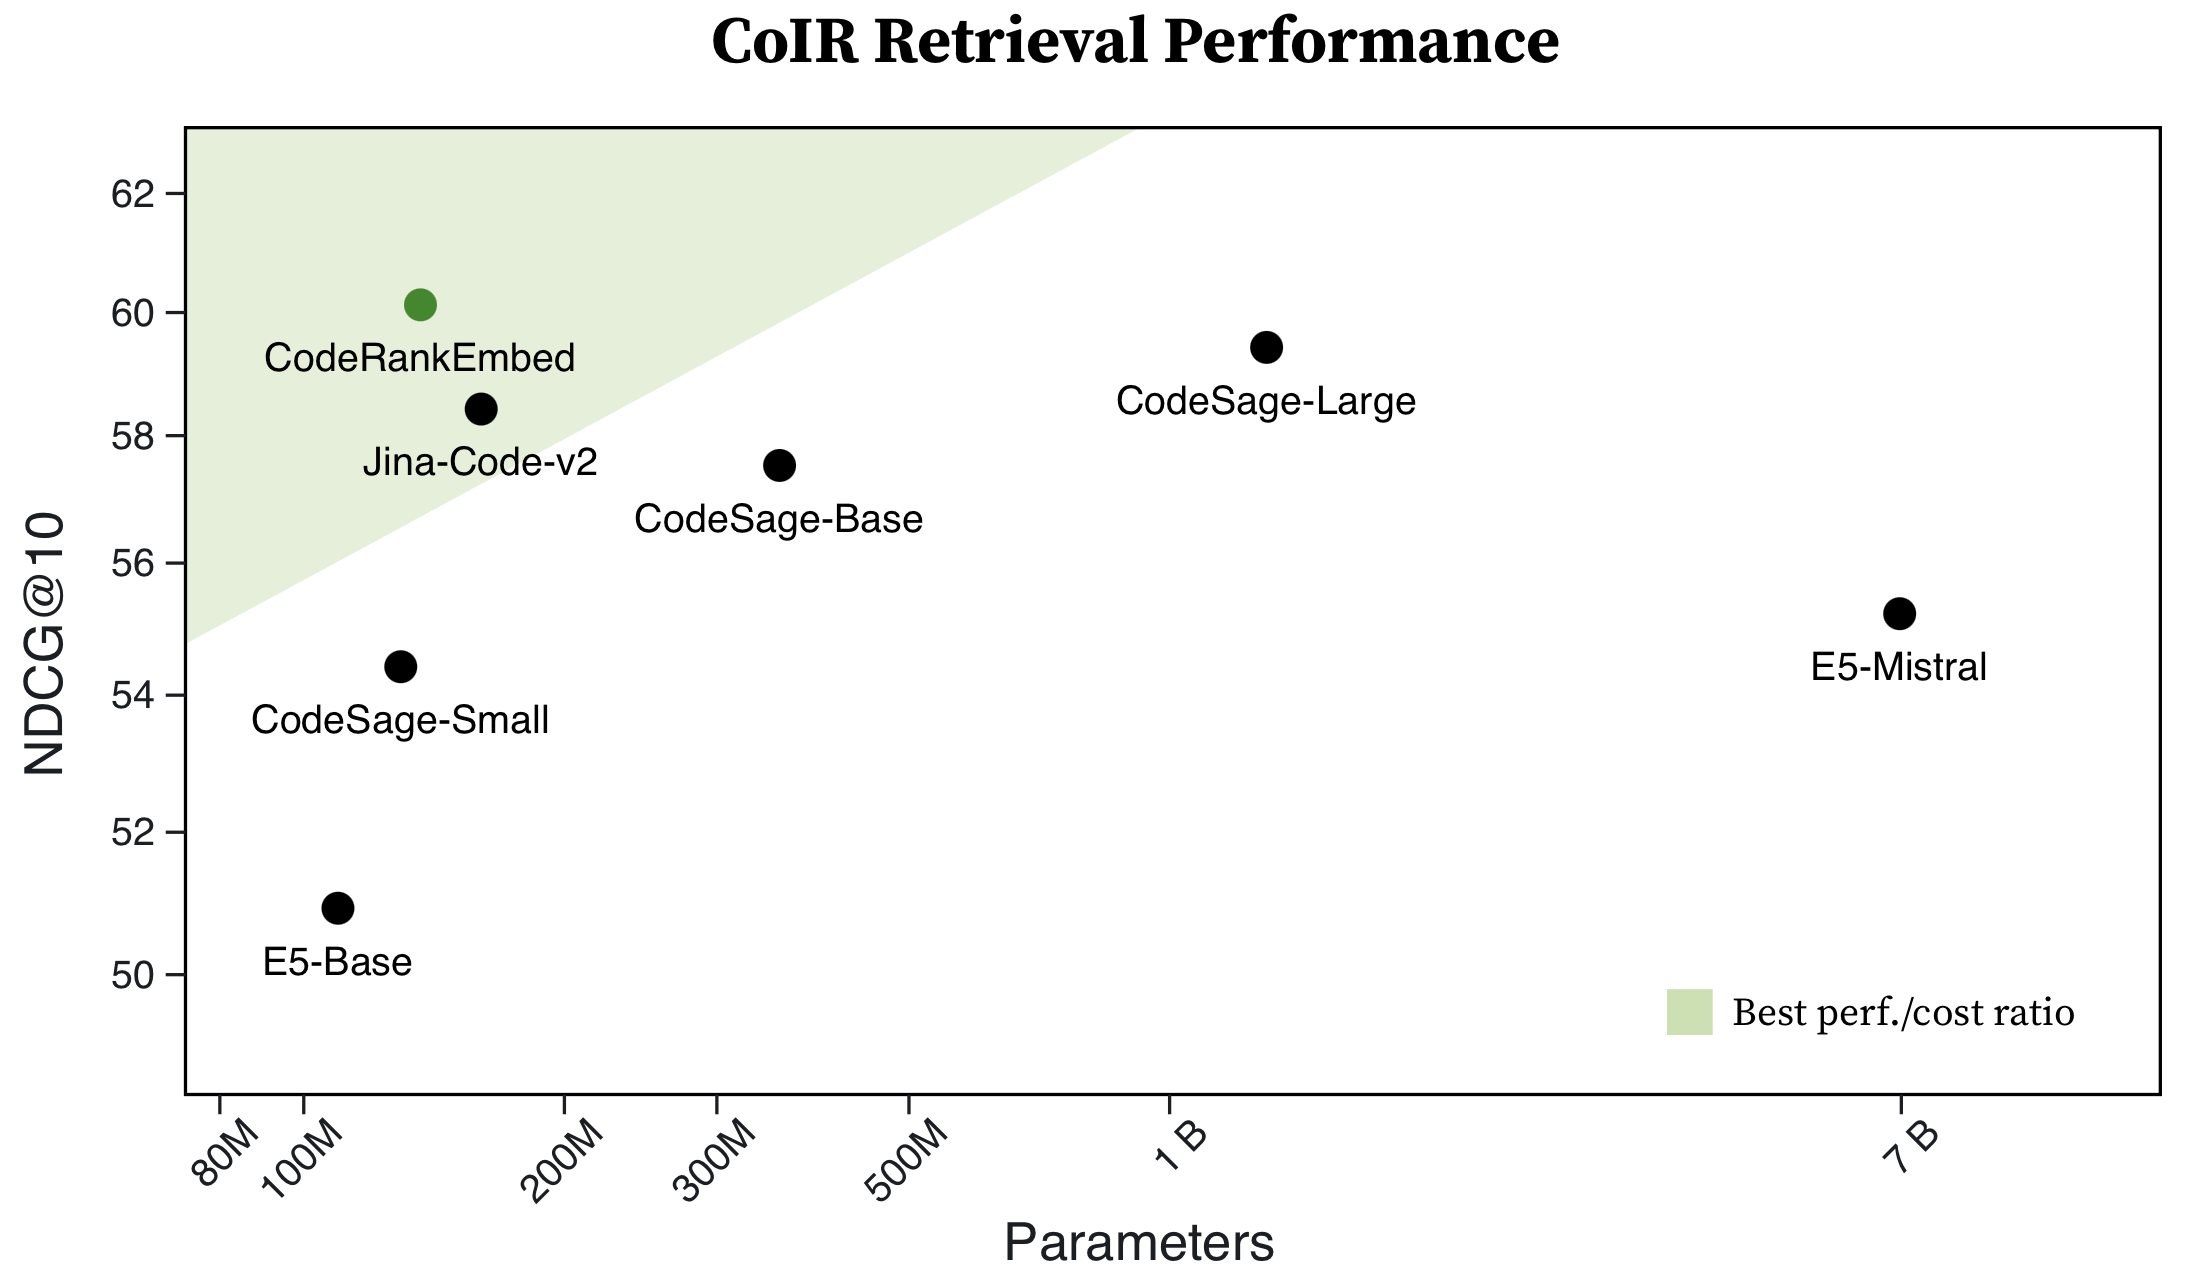 CoIR Retrieval Performance
62
60
58
56
54
52
50
NDCG@10
CodeRankEmbed
Jina-Code-v2
CodeSage-Base
CodeSage-Large
CodeSage-Small
E5-Mistral
E5-Base
Best perf./cost ratio
80M
100M
200M
300M
500M
1 B
7 B
Parameters